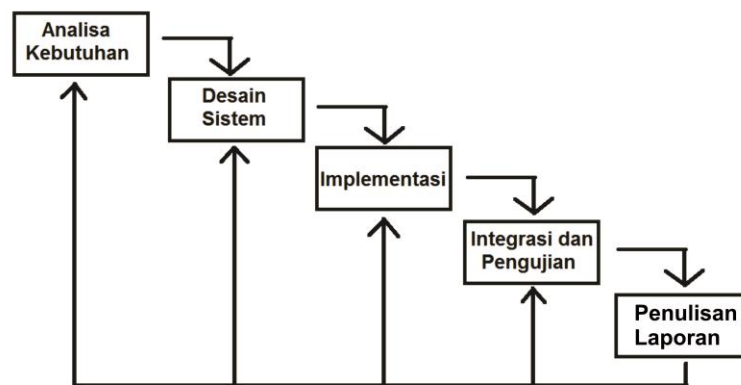 Analisa
Kebutuhan
Desain
Sistem
Implementasi
Integrasi dan
Pengujian
Penulisan
Laporan